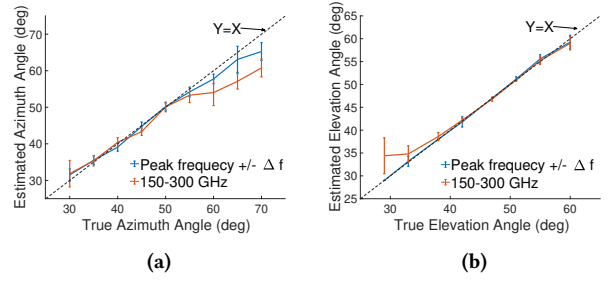 Estimated Azimuth Angle (deg)
80
70
60
50
40
30
Y=X
Peak frequecy +/- Δ f
150-300 GHz
30 40 50 60 70
True Azimuth Angle (deg)
(a)
Estimated Elevation Angle (deg)
65
60
55
50
45
40
35
30
25
Y=X
Peak frequecy +/- Δ f
150-300 GHz
30 40 50 60
True Elevation Angle (deg)
(b)